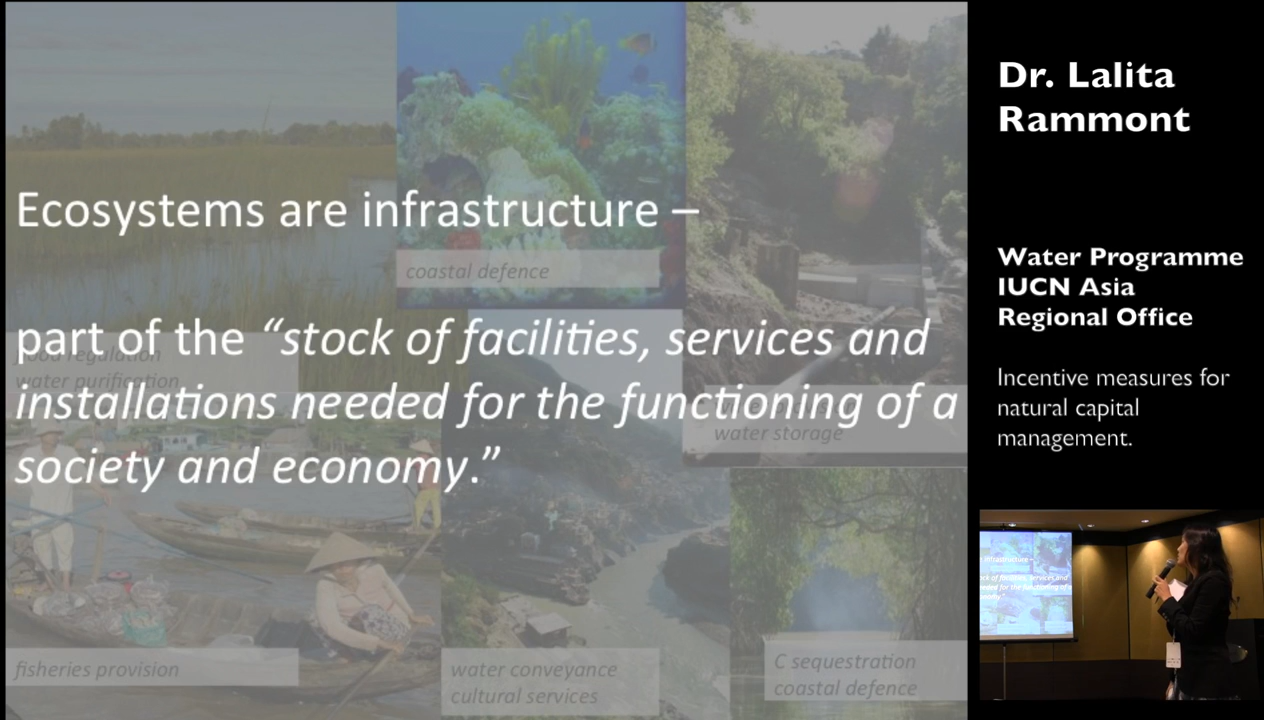 Ecosystems are infrastructure –
coastal defence
part of the “stock of facilities, services and
flood regulation
water purification
installations needed for the functioning of a
water storage
society and economy.”
fisheries provision
water conveyance
cultural services
C sequestration
coastal defence
Dr. Lalita
Rammont
Water Programme
IUCN Asia
Regional Office
Incentive measures for
natural capital
management.